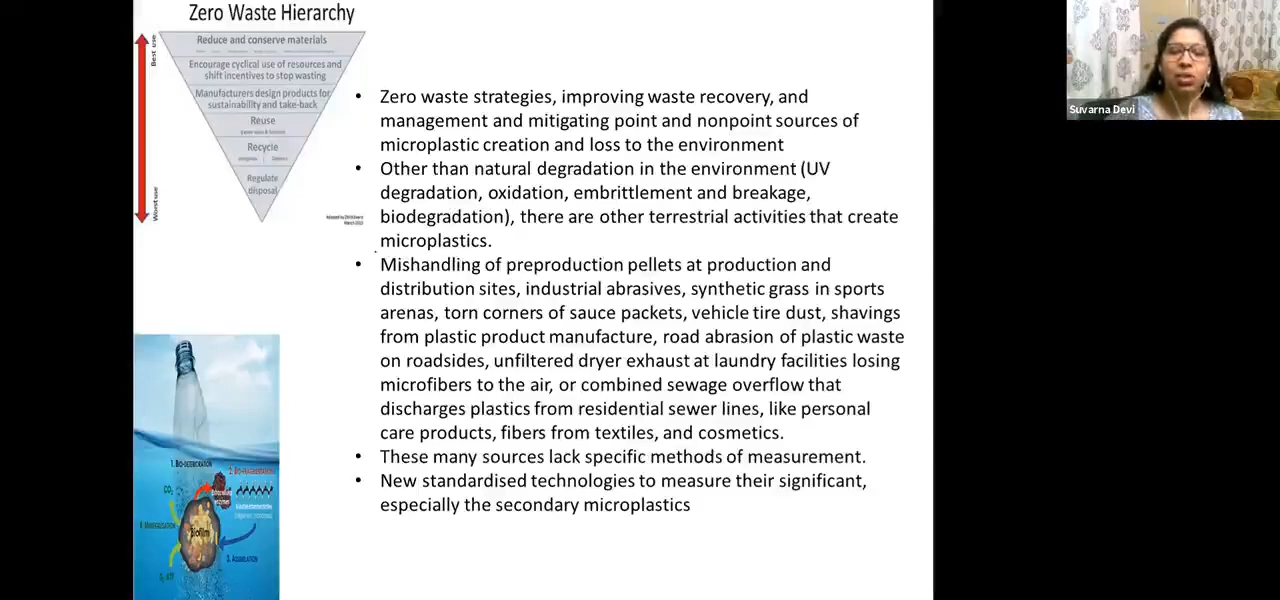 Zero Waste Hierarchy
Best use
Reduce and conserve materials
Encourage cyclical use of resources and
shift incentives to stop wasting
Manufacturers design products for
sustainability and take-back
Reuse
Recycle
Regulate
disposal
Worst use
• Zero waste strategies, improving waste recovery, and
management and mitigating point and nonpoint sources of
microplastic creation and loss to the environment
• Other than natural degradation in the environment (UV
degradation, oxidation, embrittlement and breakage,
biodegradation), there are other terrestrial activities that create
microplastics.
• Mishandling of preproduction pellets at production and
distribution sites, industrial abrasives, synthetic grass in sports
arenas, torn corners of sauce packets, vehicle tire dust, shavings
from plastic product manufacture, road abrasion of plastic waste
on roadsides, unfiltered dryer exhaust at laundry facilities losing
microfibers to the air, or combined sewage overflow that
discharges plastics from residential sewer lines, like personal
care products, fibers from textiles, and cosmetics.
• These many sources lack specific methods of measurement.
• New standardised technologies to measure their significant,
especially the secondary microplastics
1. BIO-DETERIORATION
2. BIO-FRAGMENTATION
CO₂
Biofilm
3. ASSIMILATION
Suvarna Devi